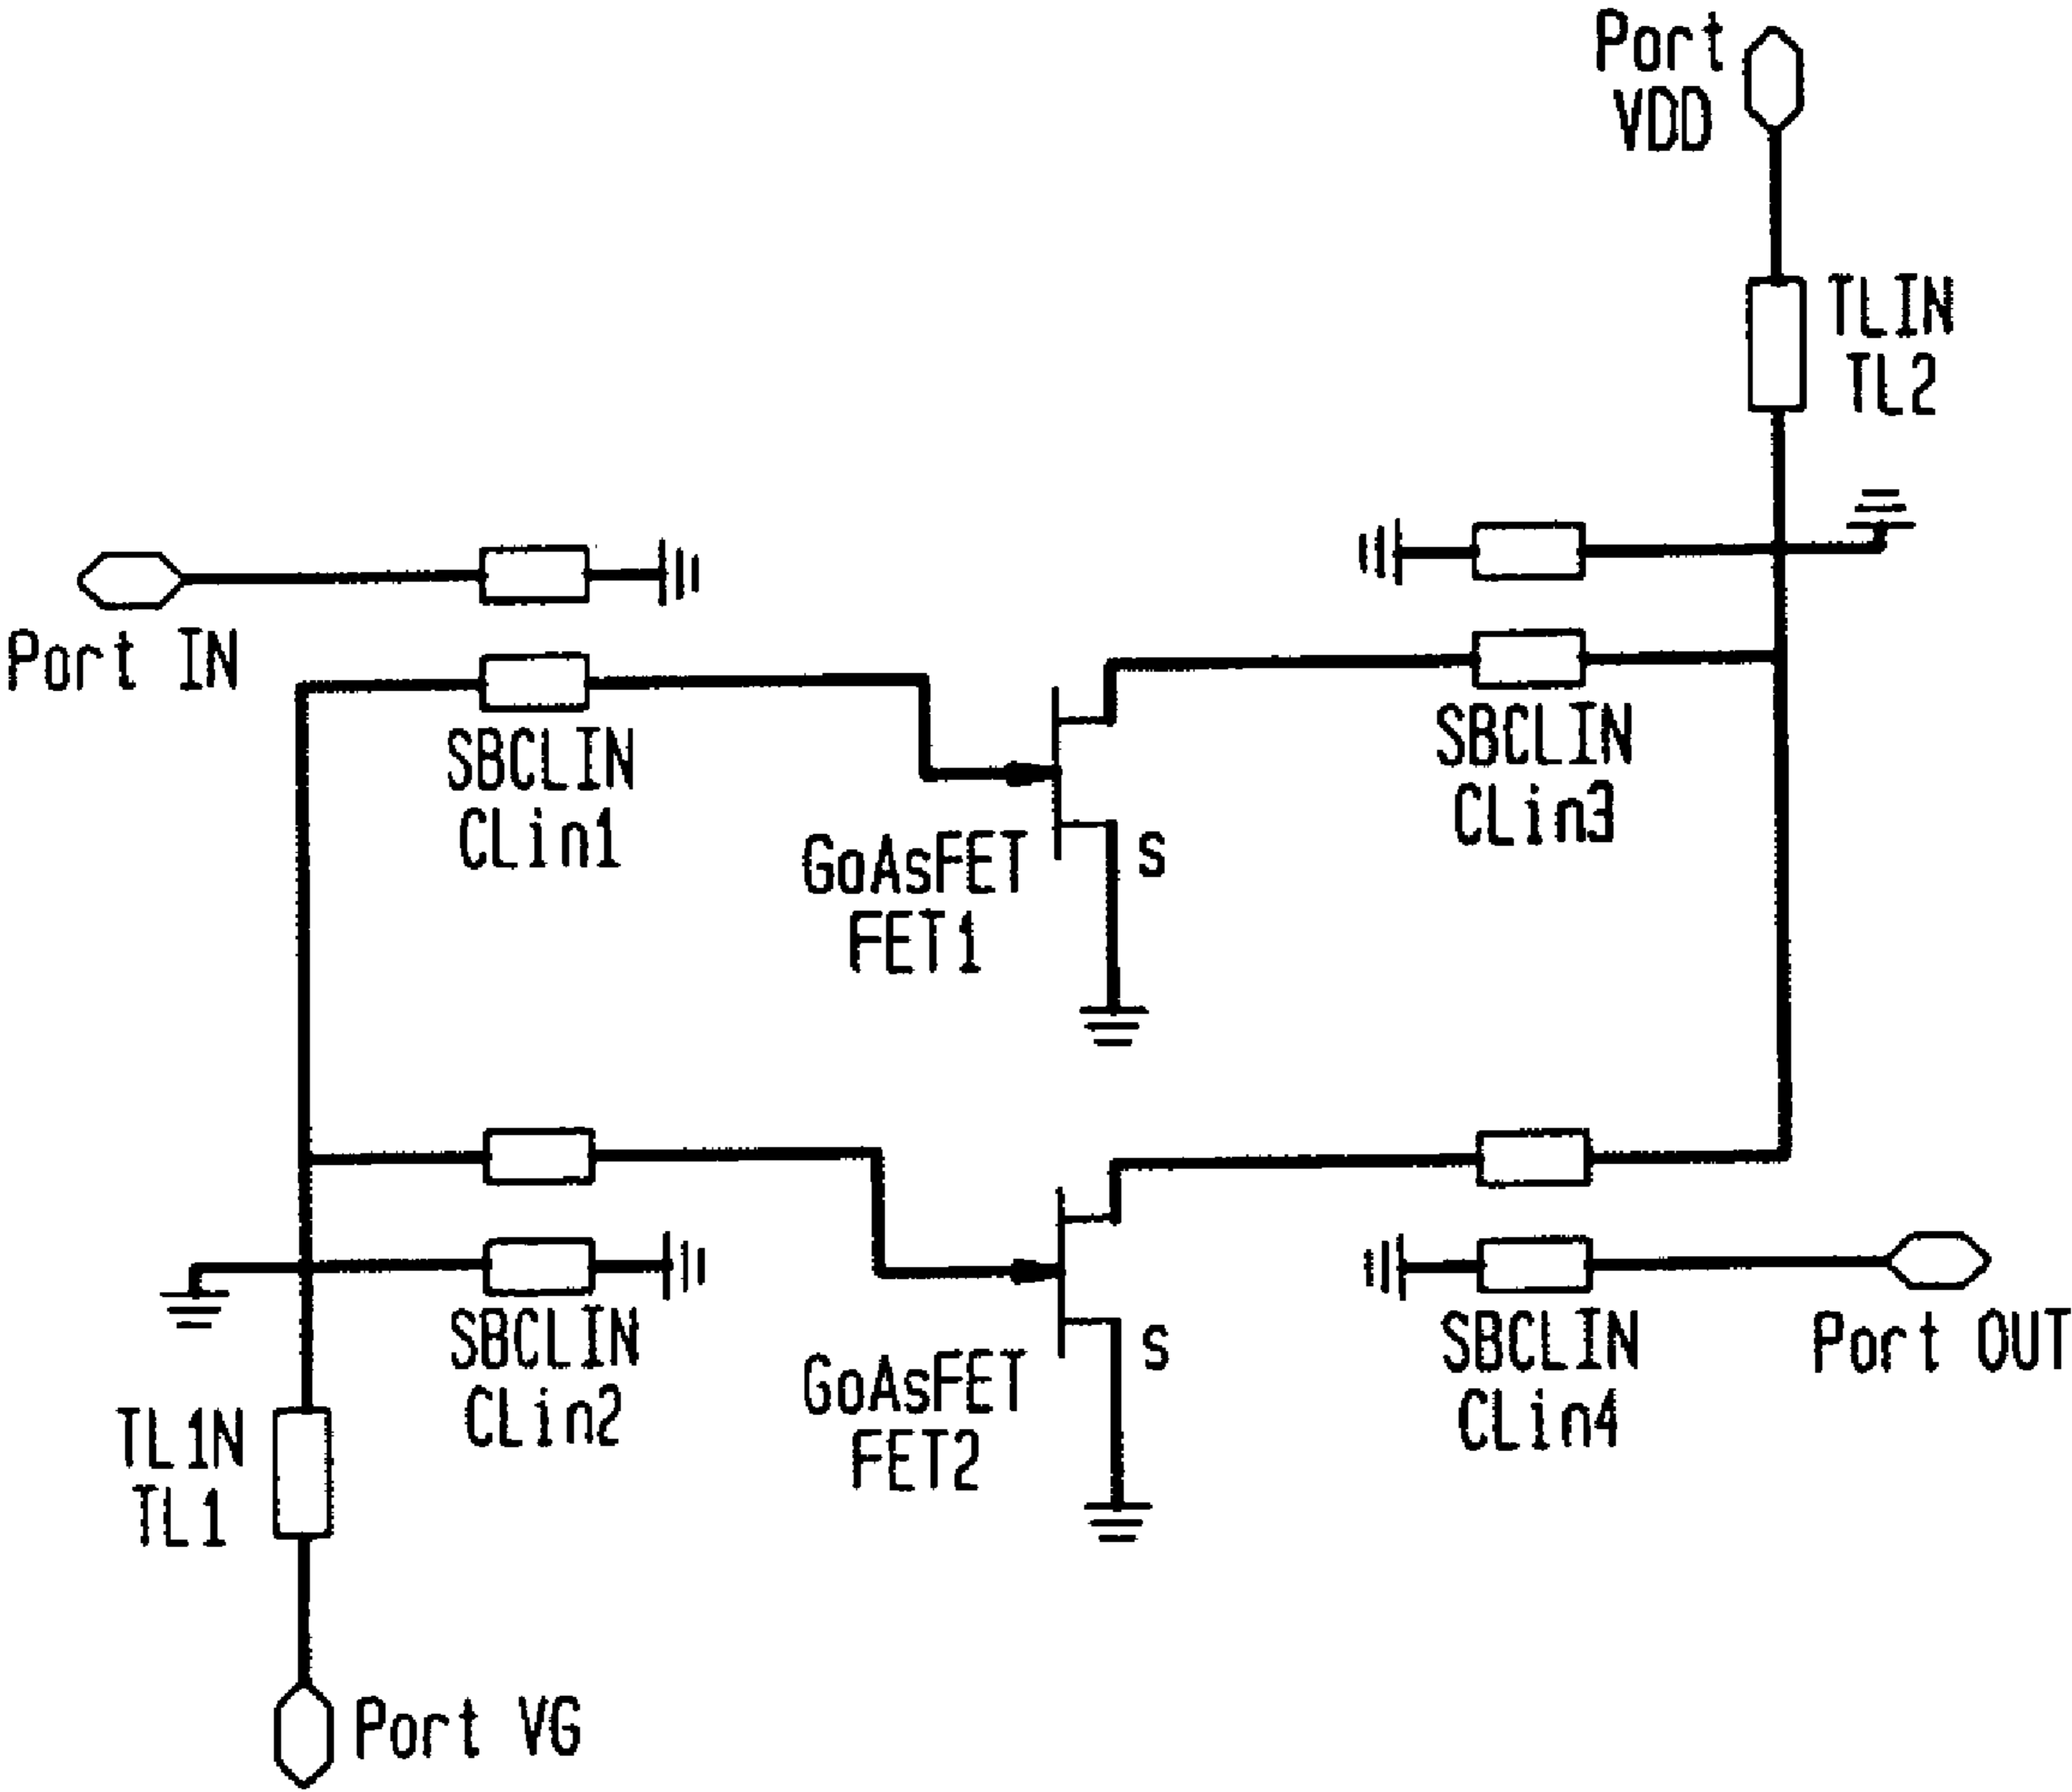 Port
VDD
TLIN
TL2
Port IN
SBCLIN
CLin1
SBCLIN
CLin3
GoAsFET
FET1
S
SBCLIN
CLin2
GoAsFET
FET2
S
SBCLIN
CLin4
Port OUT
TL1N
TL1
Port VG